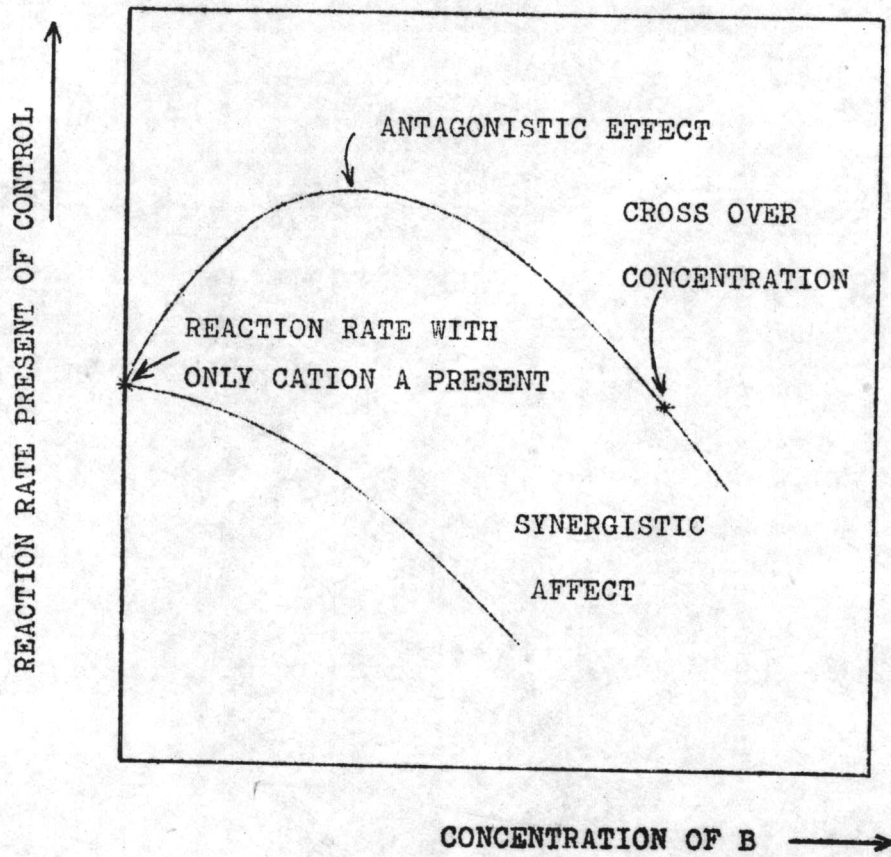 REACTION RATE PRESENT OF CONTROL
ANTAGONISTIC EFFECT
CROSS OVER
CONCENTRATION
REACTION RATE WITH
ONLY CATION A PRESENT
SYNERGISTIC
AFFECT
CONCENTRATION OF B